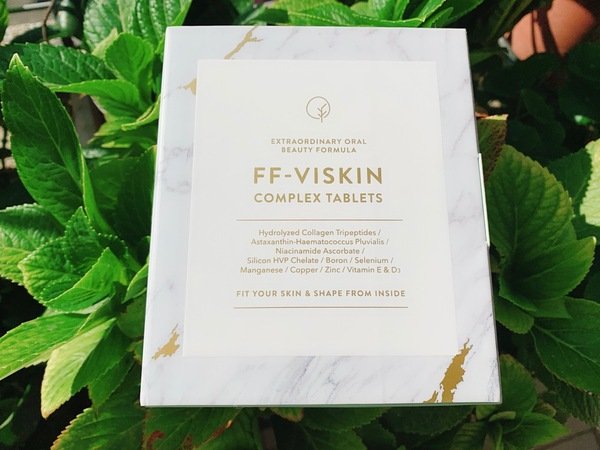 EXTRAORDINARY ORAL
BEAUTY FORMULA
FF-VISKIN
COMPLEX TABLETS
Hydrolyzed Collagen Tripeptides /
Astaxanthin-Haematococcus Pluvialis /
Niacinamide Ascorbate /
Silicon HVP Chelate / Boron / Selenium /
Manganese / Copper / Zinc / Vitamin E & D3
FIT YOUR SKIN & SHAPE FROM INSIDE